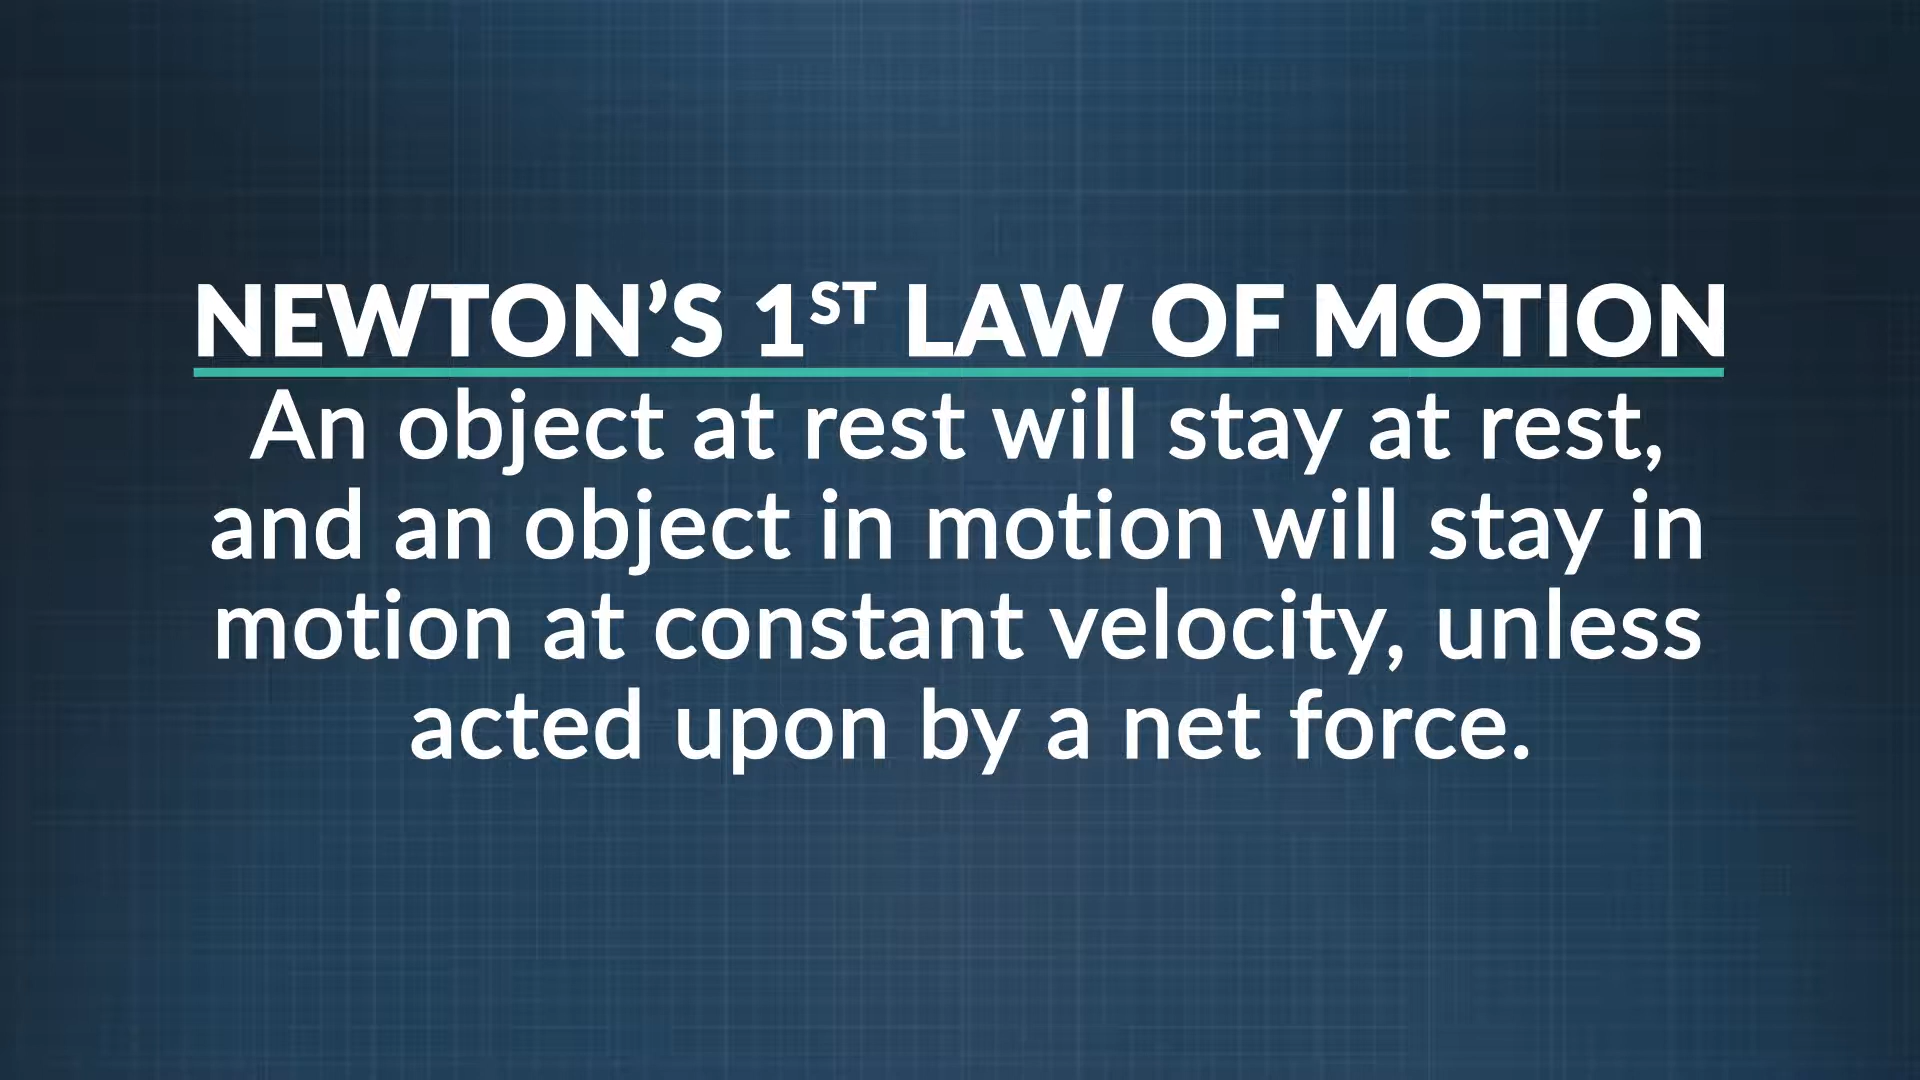 NEWTON’S 1ST LAW OF MOTION
An object at rest will stay at rest,
and an object in motion will stay in
motion at constant velocity, unless
acted upon by a net force.